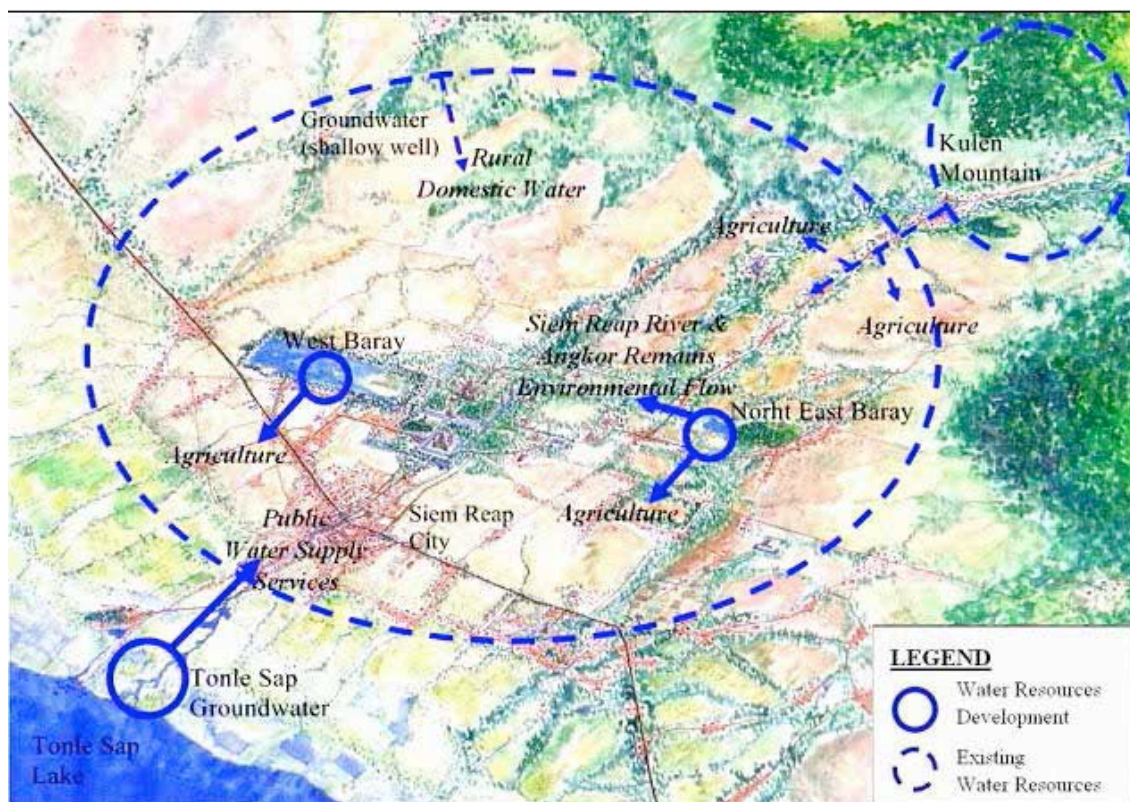 Groundwater
(shallow well)
Rural
Domestic Water
Kulen
Mountain
Agriculture
Agriculture
Siem Reap River &
Angkor Remains
Environmental Flow
West Baray
Norht East Baray
Agriculture
Agriculture
Public
Water Supply
Services
Siem Reap
City
Tonle Sap
Groundwater
Tonle Sap
Lake
LEGEND
Water Resources
Development
Existing
Water Resources